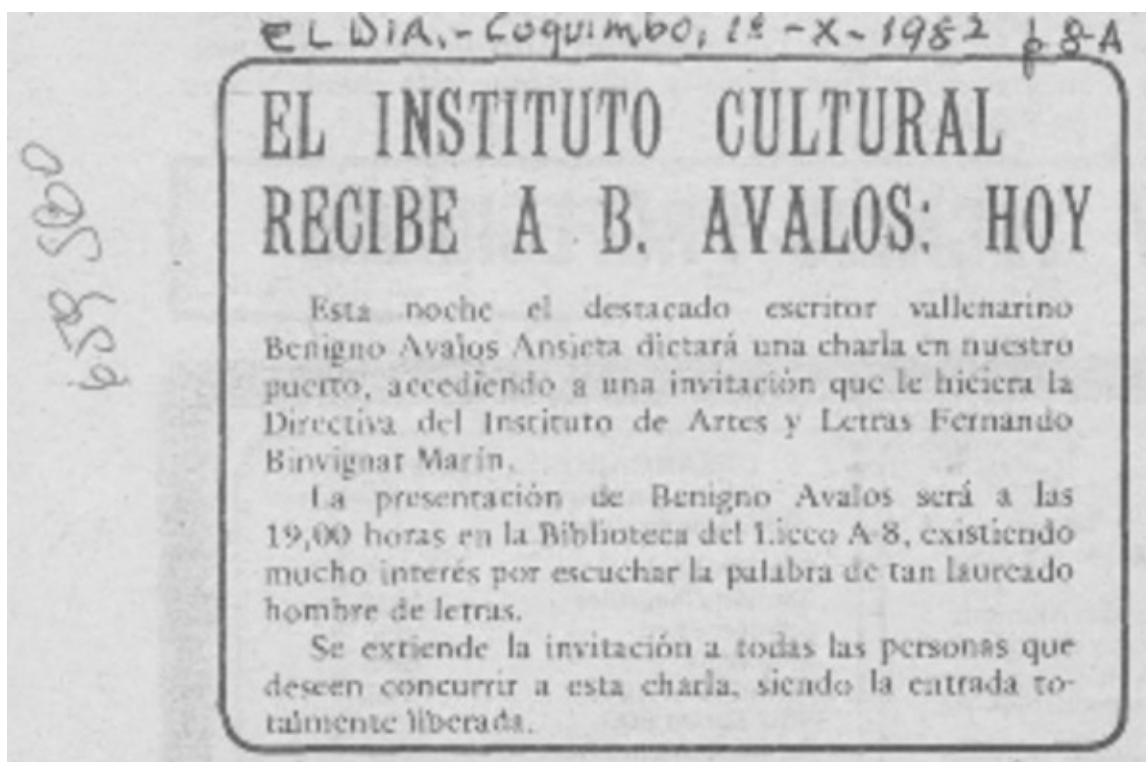 EL DIA.- Coquimbo, 1º -X- 1982 p 8-A
EL INSTITUTO CULTURAL
RECIBE A B. AVALOS: HOY
Esta noche el destacado escritor vallenarino
Benigno Avalos Ansieta dictará una charla en nuestro
puerto, accediendo a una invitación que le hiciera la
Directiva del Instituto de Artes y Letras Fernando
Binvignat Marín.
La presentación de Benigno Avalos será a las
19,00 horas en la Biblioteca del Liceo A-8, existiendo
mucho interés por escuchar la palabra de tan laureado
hombre de letras.
Se extiende la invitación a todas las personas que
deseen concurrir a esta charla, siendo la entrada to-
talmente liberada.